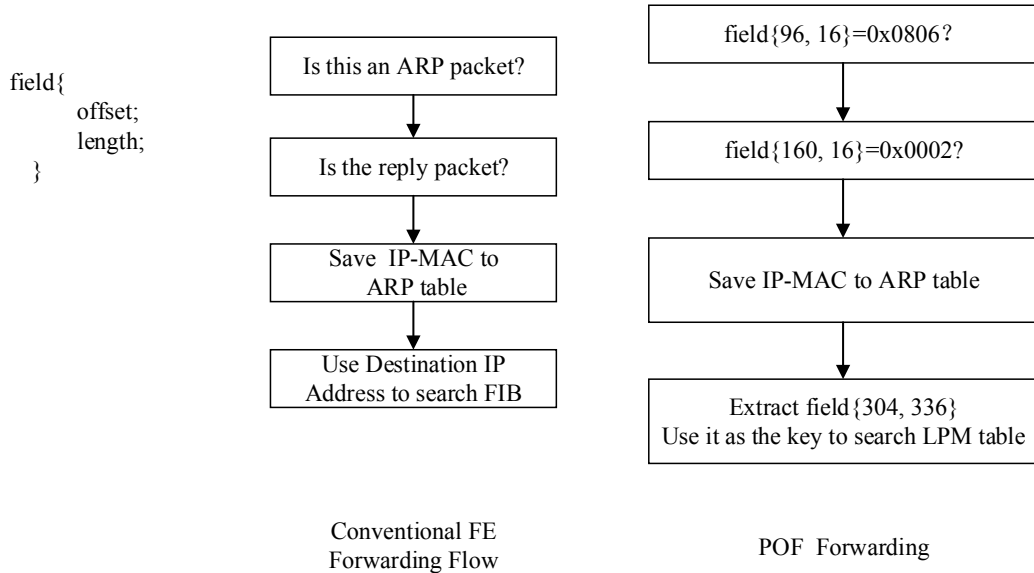 field{
offset;
length;
}
Is this an ARP packet?
Is the reply packet?
Save IP-MAC to
ARP table
Use Destination IP
Address to search FIB
Conventional FE
Forwarding Flow
field{96, 16}=0x0806?
field{160, 16}=0x0002?
Save IP-MAC to ARP table
Extract field{304, 336}
Use it as the key to search LPM table
POF Forwarding